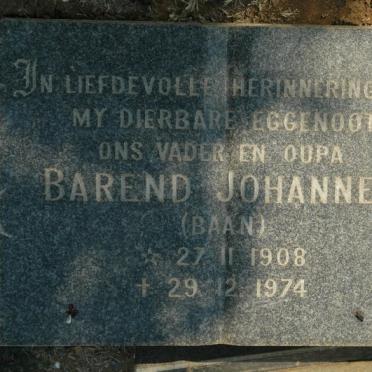 IN LIEFDEVOLLE HERINNERING
MY DIERBARE EGGENOOT
ONS VADER EN OUPA
BAREND JOHANNE
(BAAN)
☆ 27 11 1908
✝ 29 12 1974